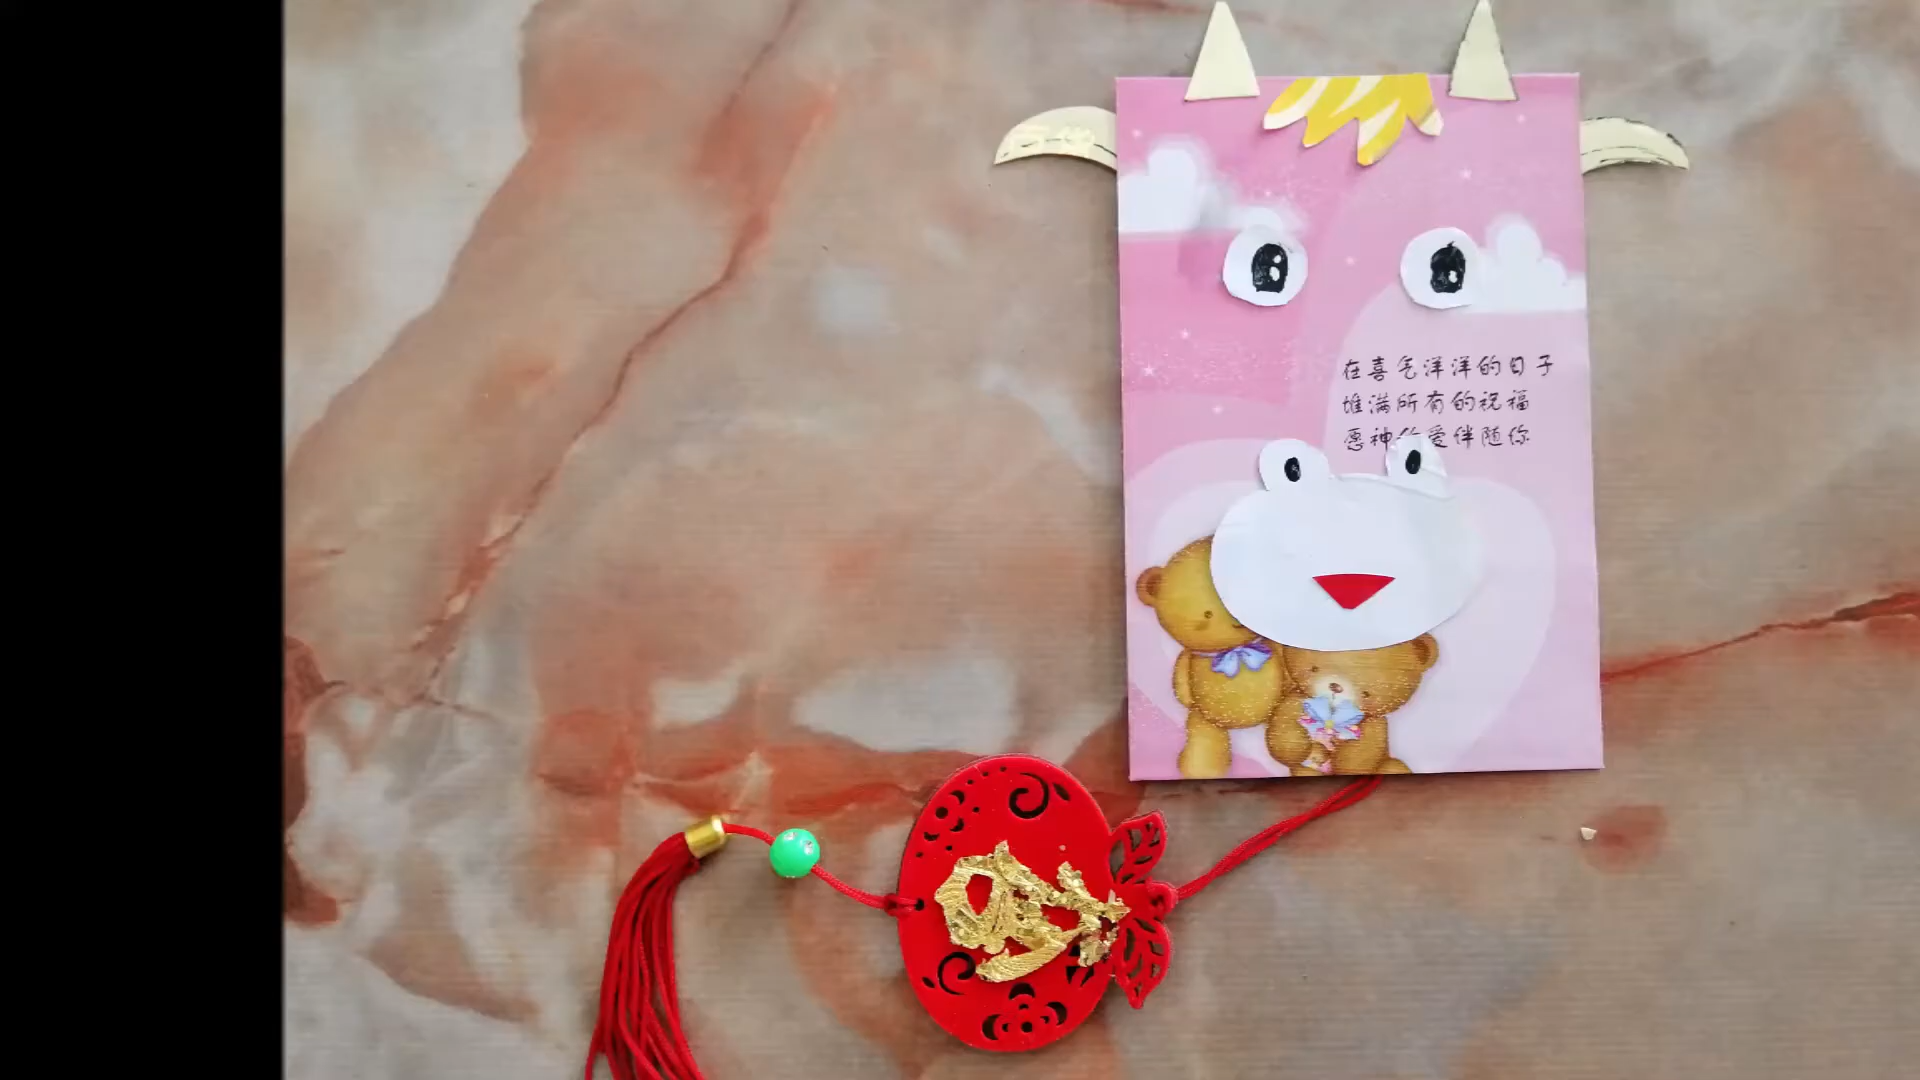 在喜气洋洋的日子
堆满所有的祝福
愿神的爱伴随你